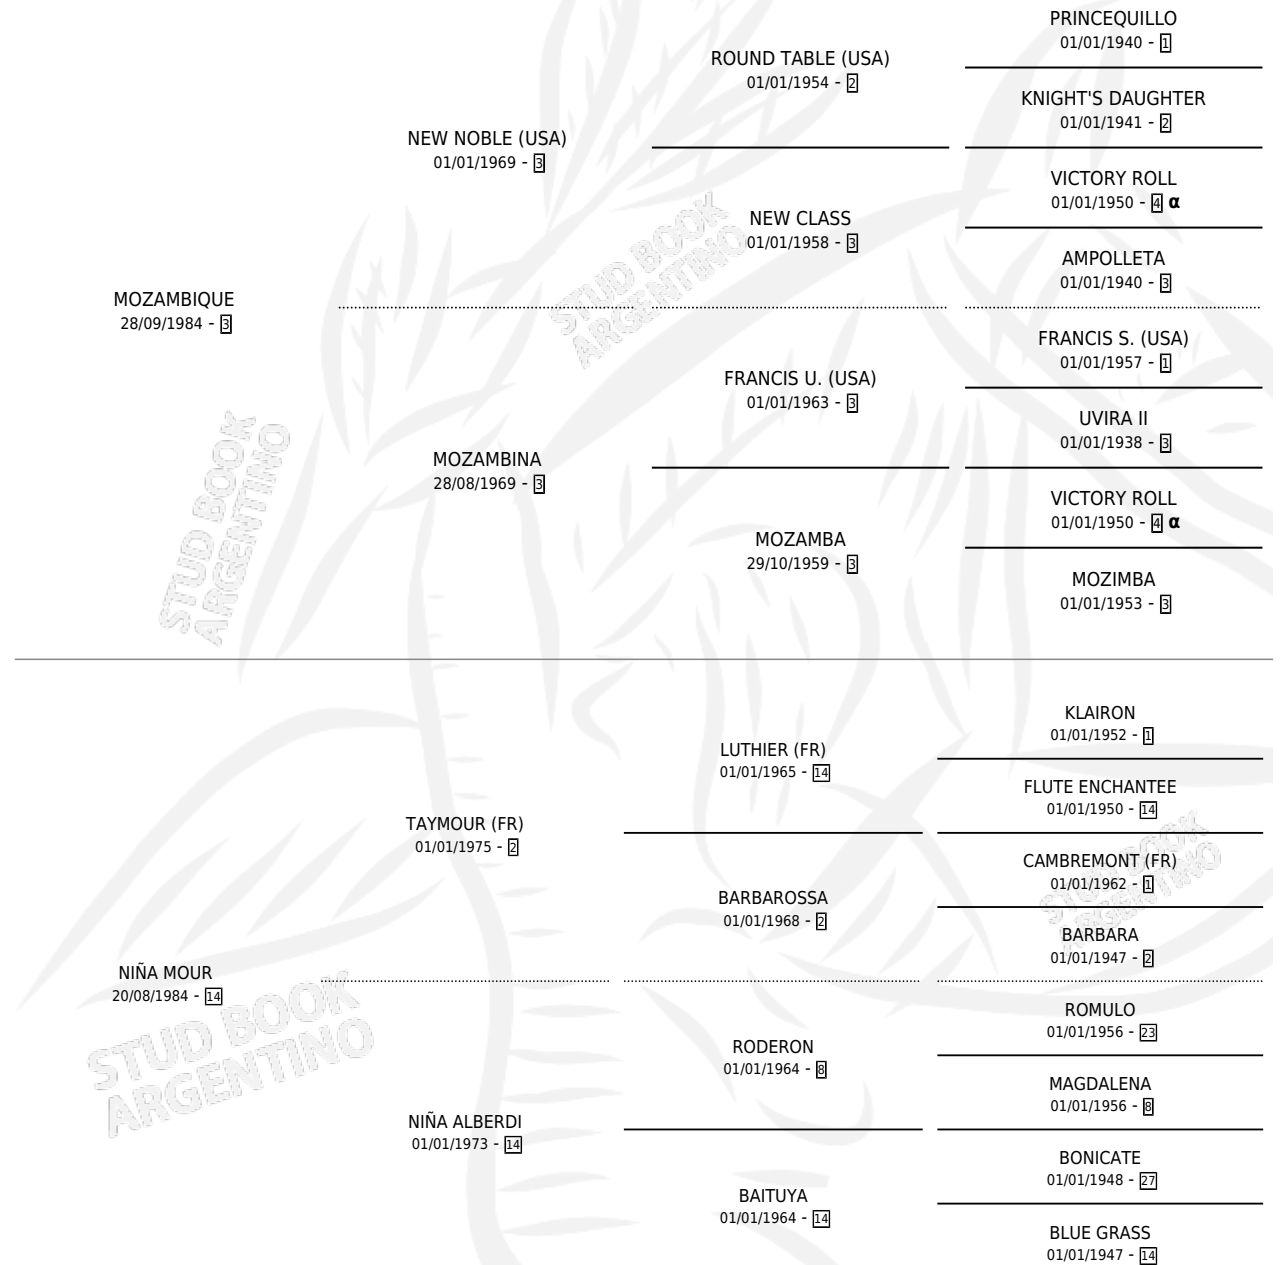 PRINCEQUILLO
01/01/1940 - 1
ROUND TABLE (USA)
01/01/1954 - 2
KNIGHT'S DAUGHTER
01/01/1941 - 2
NEW NOBLE (USA)
01/01/1969 - 3
VICTORY ROLL
01/01/1950 - 4 α
NEW CLASS
01/01/1958 - 3
AMPOLLETA
01/01/1940 - 3
MOZAMBIQUE
28/09/1984 - 3
FRANCIS S. (USA)
01/01/1957 - 1
FRANCIS U. (USA)
01/01/1963 - 3
UVIRA II
01/01/1938 - 3
MOZAMBINA
28/08/1969 - 3
VICTORY ROLL
01/01/1950 - 4 α
MOZAMBA
29/10/1959 - 3
MOZIMBA
01/01/1953 - 3
KLAIRON
01/01/1952 - 1
LUTHIER (FR)
01/01/1965 - 14
FLUTE ENCHANTEE
01/01/1950 - 14
TAYMOUR (FR)
01/01/1975 - 2
CAMBREMONT (FR)
01/01/1962 - 1
BARBAROSSA
01/01/1968 - 2
BARBARA
01/01/1947 - 2
NIÑA MOUR
20/08/1984 - 14
ROMULO
01/01/1956 - 23
RODERON
01/01/1964 - 8
MAGDALENA
01/01/1956 - 8
NIÑA ALBERDI
01/01/1973 - 14
BONICATE
01/01/1948 - 27
BAITUYA
01/01/1964 - 14
BLUE GRASS
01/01/1947 - 14
STUD BOOK
ARGENTINO
STUD BOOK
ARGENTINO
STUD BOOK
ARGENTINO
STUD BOOK
ARGENTINO